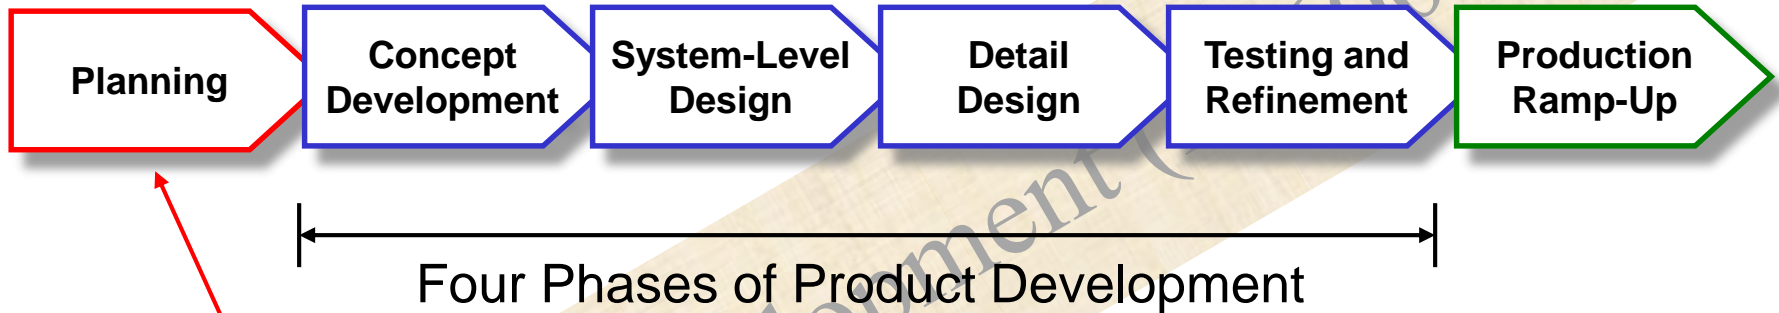 Planning
Concept
Development
System-Level
Design
Detail
Design
Testing and
Refinement
Production
Ramp-Up
Four Phases of Product Development